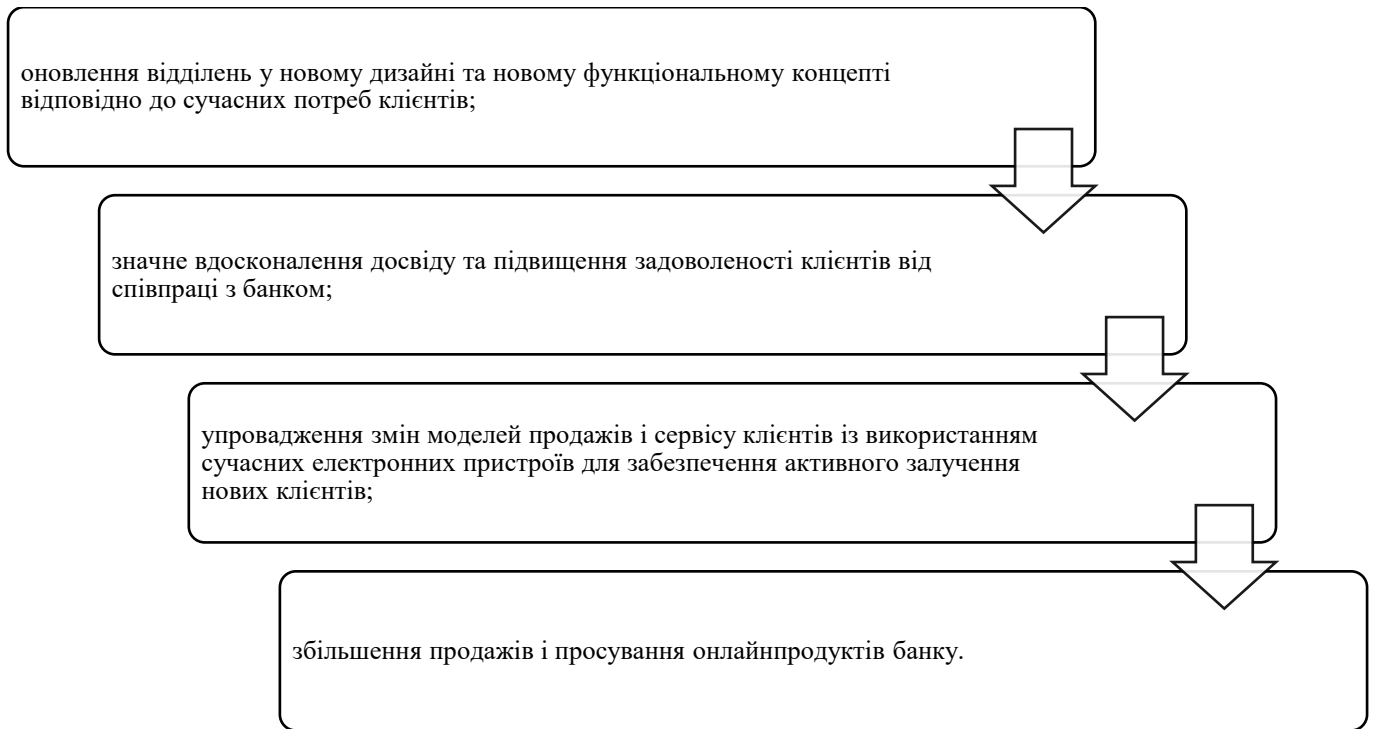 оновлення відділень у новому дизайні та новому функціональному концепті
відповідно до сучасних потреб клієнтів;
значне вдосконалення досвіду та підвищення задоволеності клієнтів від
співпраці з банком;
упровадження змін моделей продажів і сервісу клієнтів із використанням
сучасних електронних пристроїв для забезпечення активного залучення
нових клієнтів;
збільшення продажів і просування онлайнпродуктів банку.